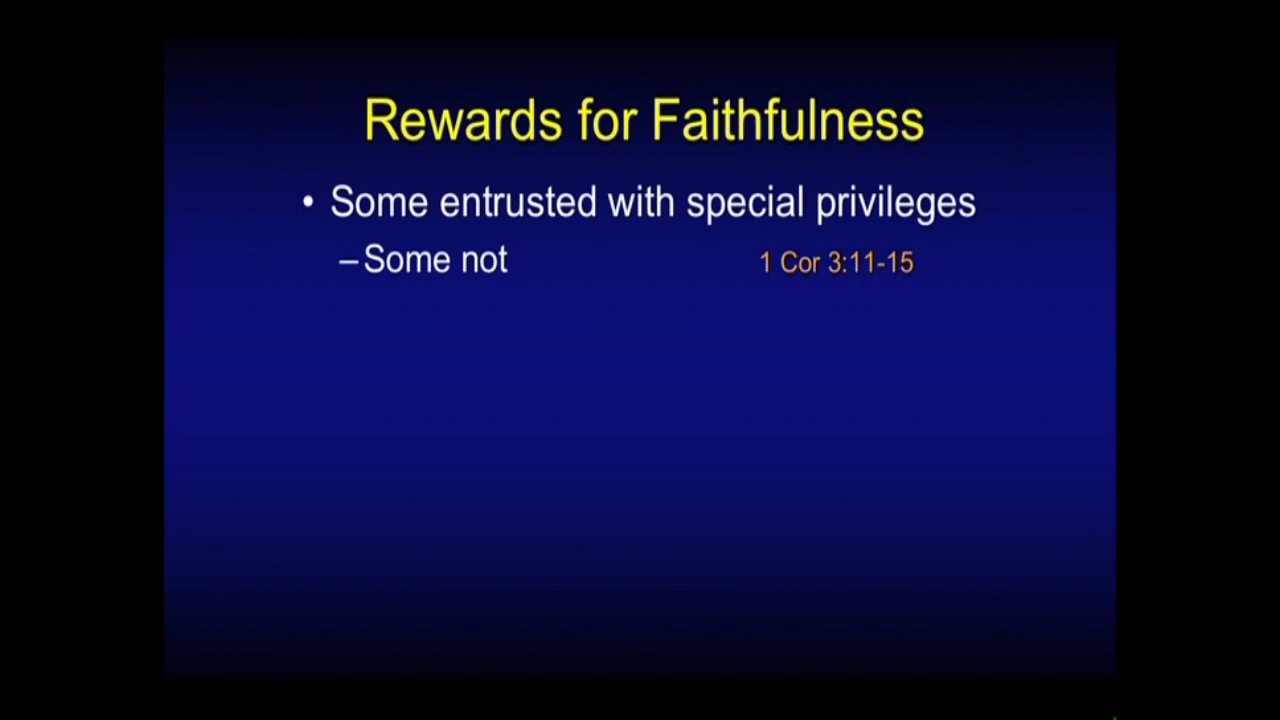 Rewards for Faithfulness
• Some entrusted with special privileges
– Some not 1 Cor 3:11-15